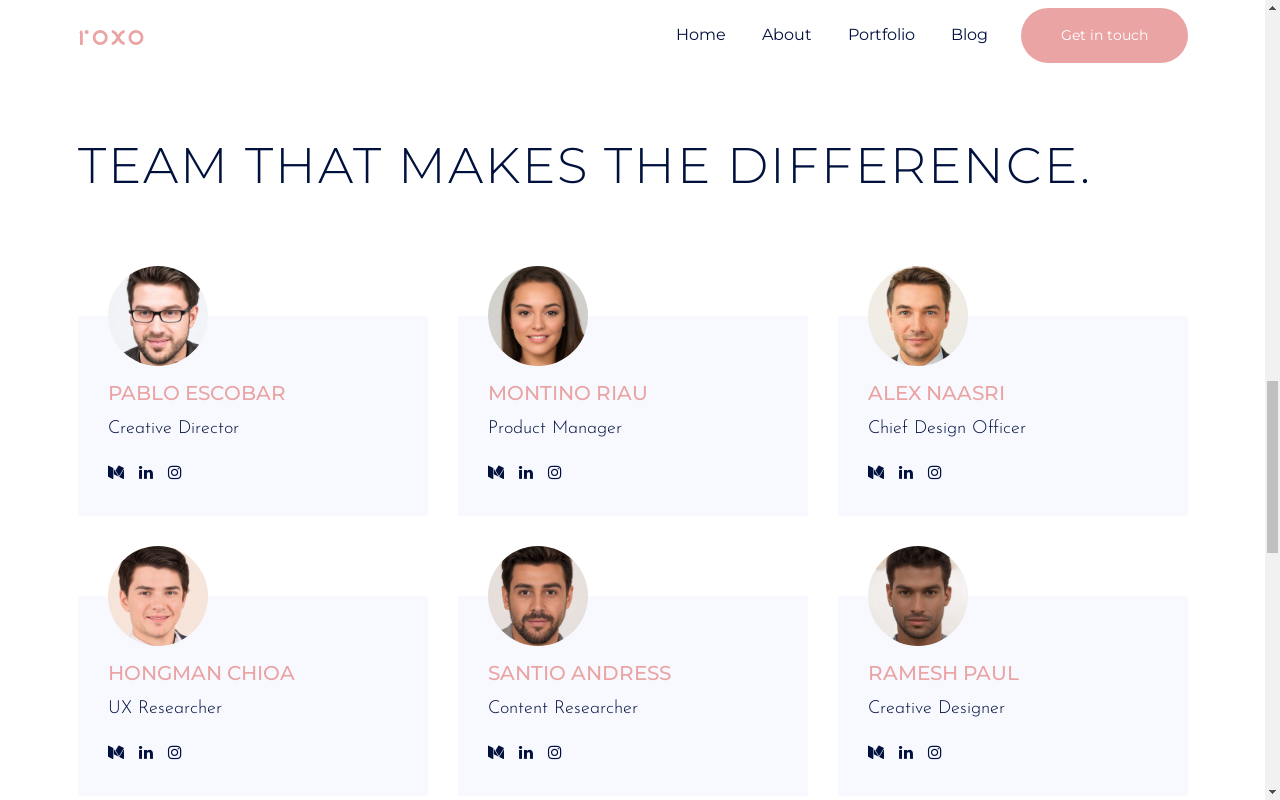 roxo
Home
About
Portfolio
Blog
Get in touch
TEAM THAT MAKES THE DIFFERENCE.
PABLO ESCOBAR
Creative Director
MONTINO RIAU
Product Manager
ALEX NAASRI
Chief Design Officer
HONGMAN CHIOA
UX Researcher
SANTIO ANDRESS
Content Researcher
RAMESH PAUL
Creative Designer